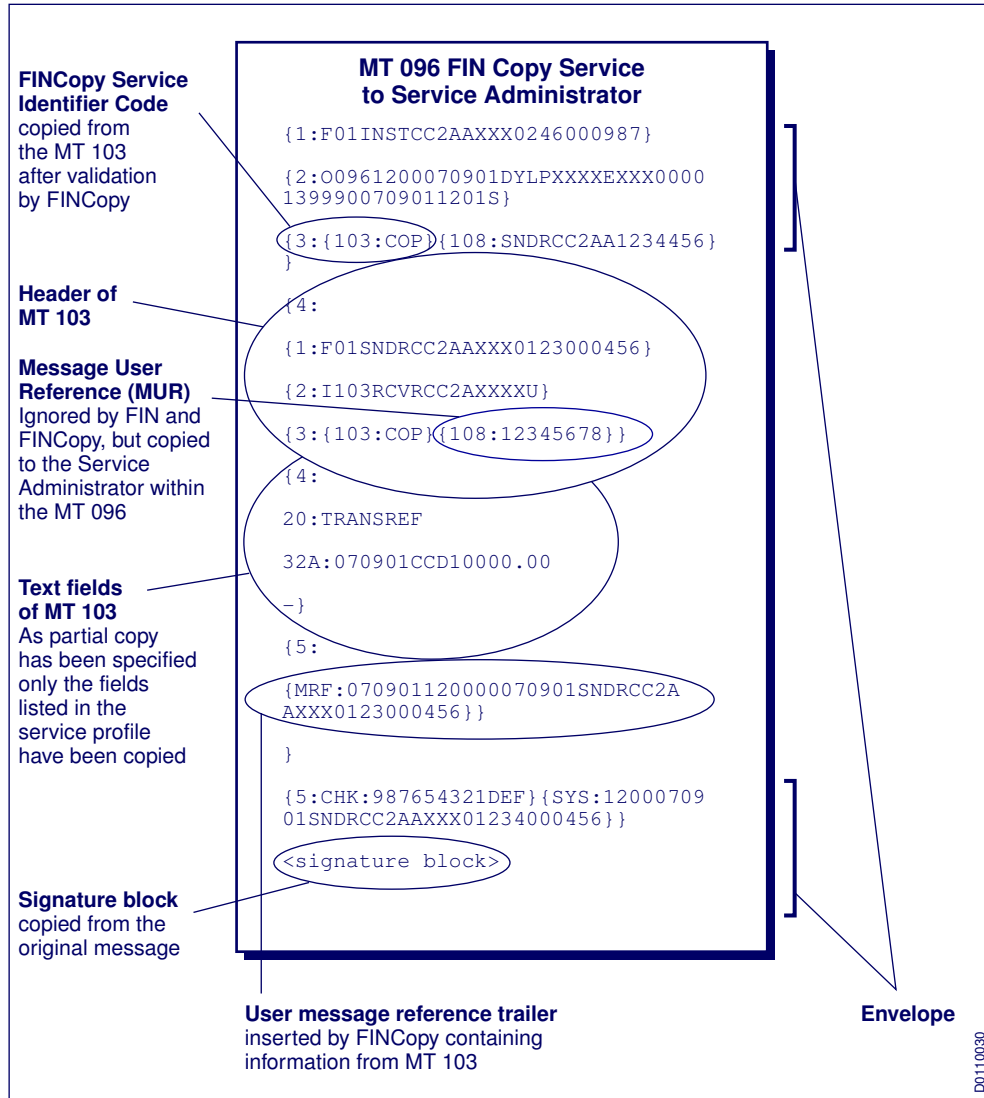 MT 096 FIN Copy Service
to Service Administrator
FINCopy Service
Identifier Code
copied from
the MT 103
after validation
by FINCopy
{1:F01INSTCC2AAXXX0246000987}
{2:O0961200070901DYLPXXXXEXXX0000
1399900709011201S}
{3:{103:COP}{108:SNDRCC2AA1234456}
}
Header of
MT 103
{4:
{1:F01SNDRCC2AAXXX0123000456}
Message User
Reference (MUR)
Ignored by FIN and
FINCopy, but copied
to the Service
Administrator within
the MT 096
{2:I103RCVRCC2AXXXXU}
{3:{103:COP}{108:12345678}}
{4:
20:TRANSREF
32A:070901CCD10000.00
–}
Text fields
of MT 103
As partial copy
has been specified
only the fields
listed in the
service profile
have been copied
{5:
{MRF:070901120000070901SNDRCC2A
AXXX0123000456}}
}
{5:CHK:987654321DEF}{SYS:12000709
01SNDRCC2AAXXX01234000456}}
<signature block>
Signature block
copied from the
original message
User message reference trailer
inserted by FINCopy containing
information from MT 103
Envelope
D0110030